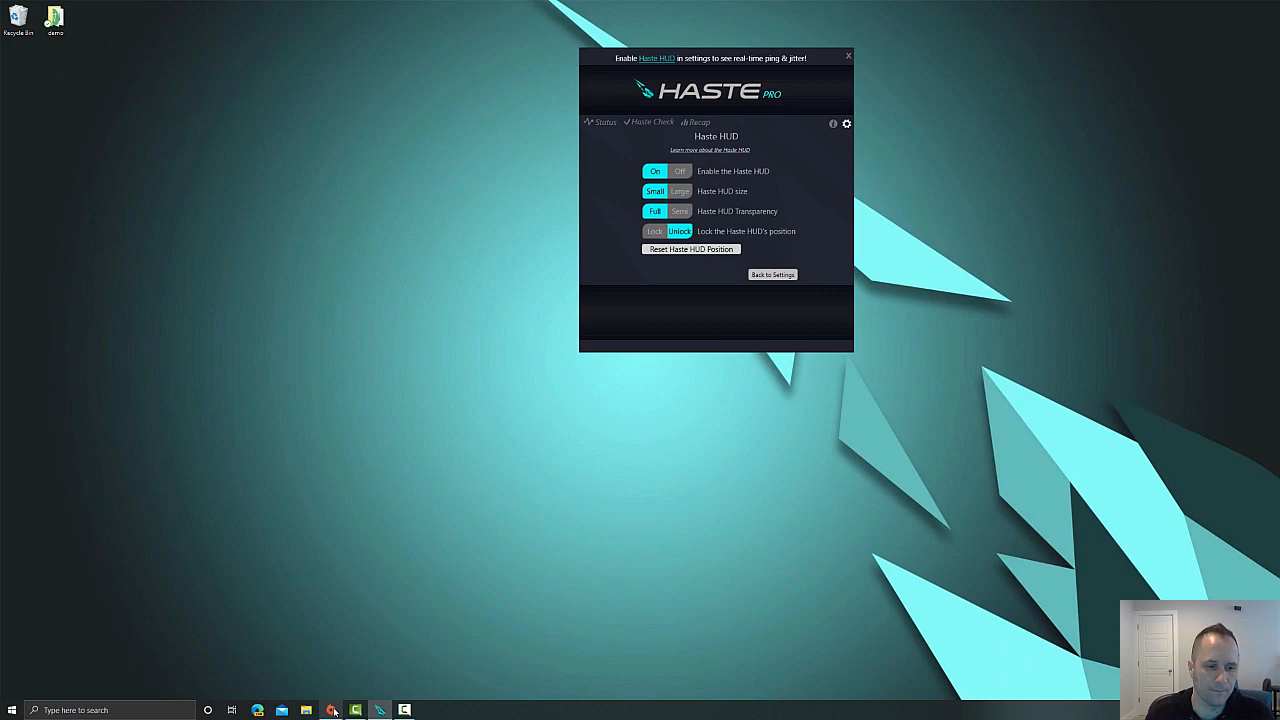 Recycle Bin
demo
Enable Haste HUD in settings to see real-time ping & jitter!
X
HASTE PRO
Status
Haste Check
Recap
Haste HUD
Learn more about the Haste HUD
On Off Enable the Haste HUD
Small Large Haste HUD size
Full Semi Haste HUD Transparency
Lock Unlock Lock the Haste HUD's position
Reset Haste HUD Position
Back to Settings
Type here to search